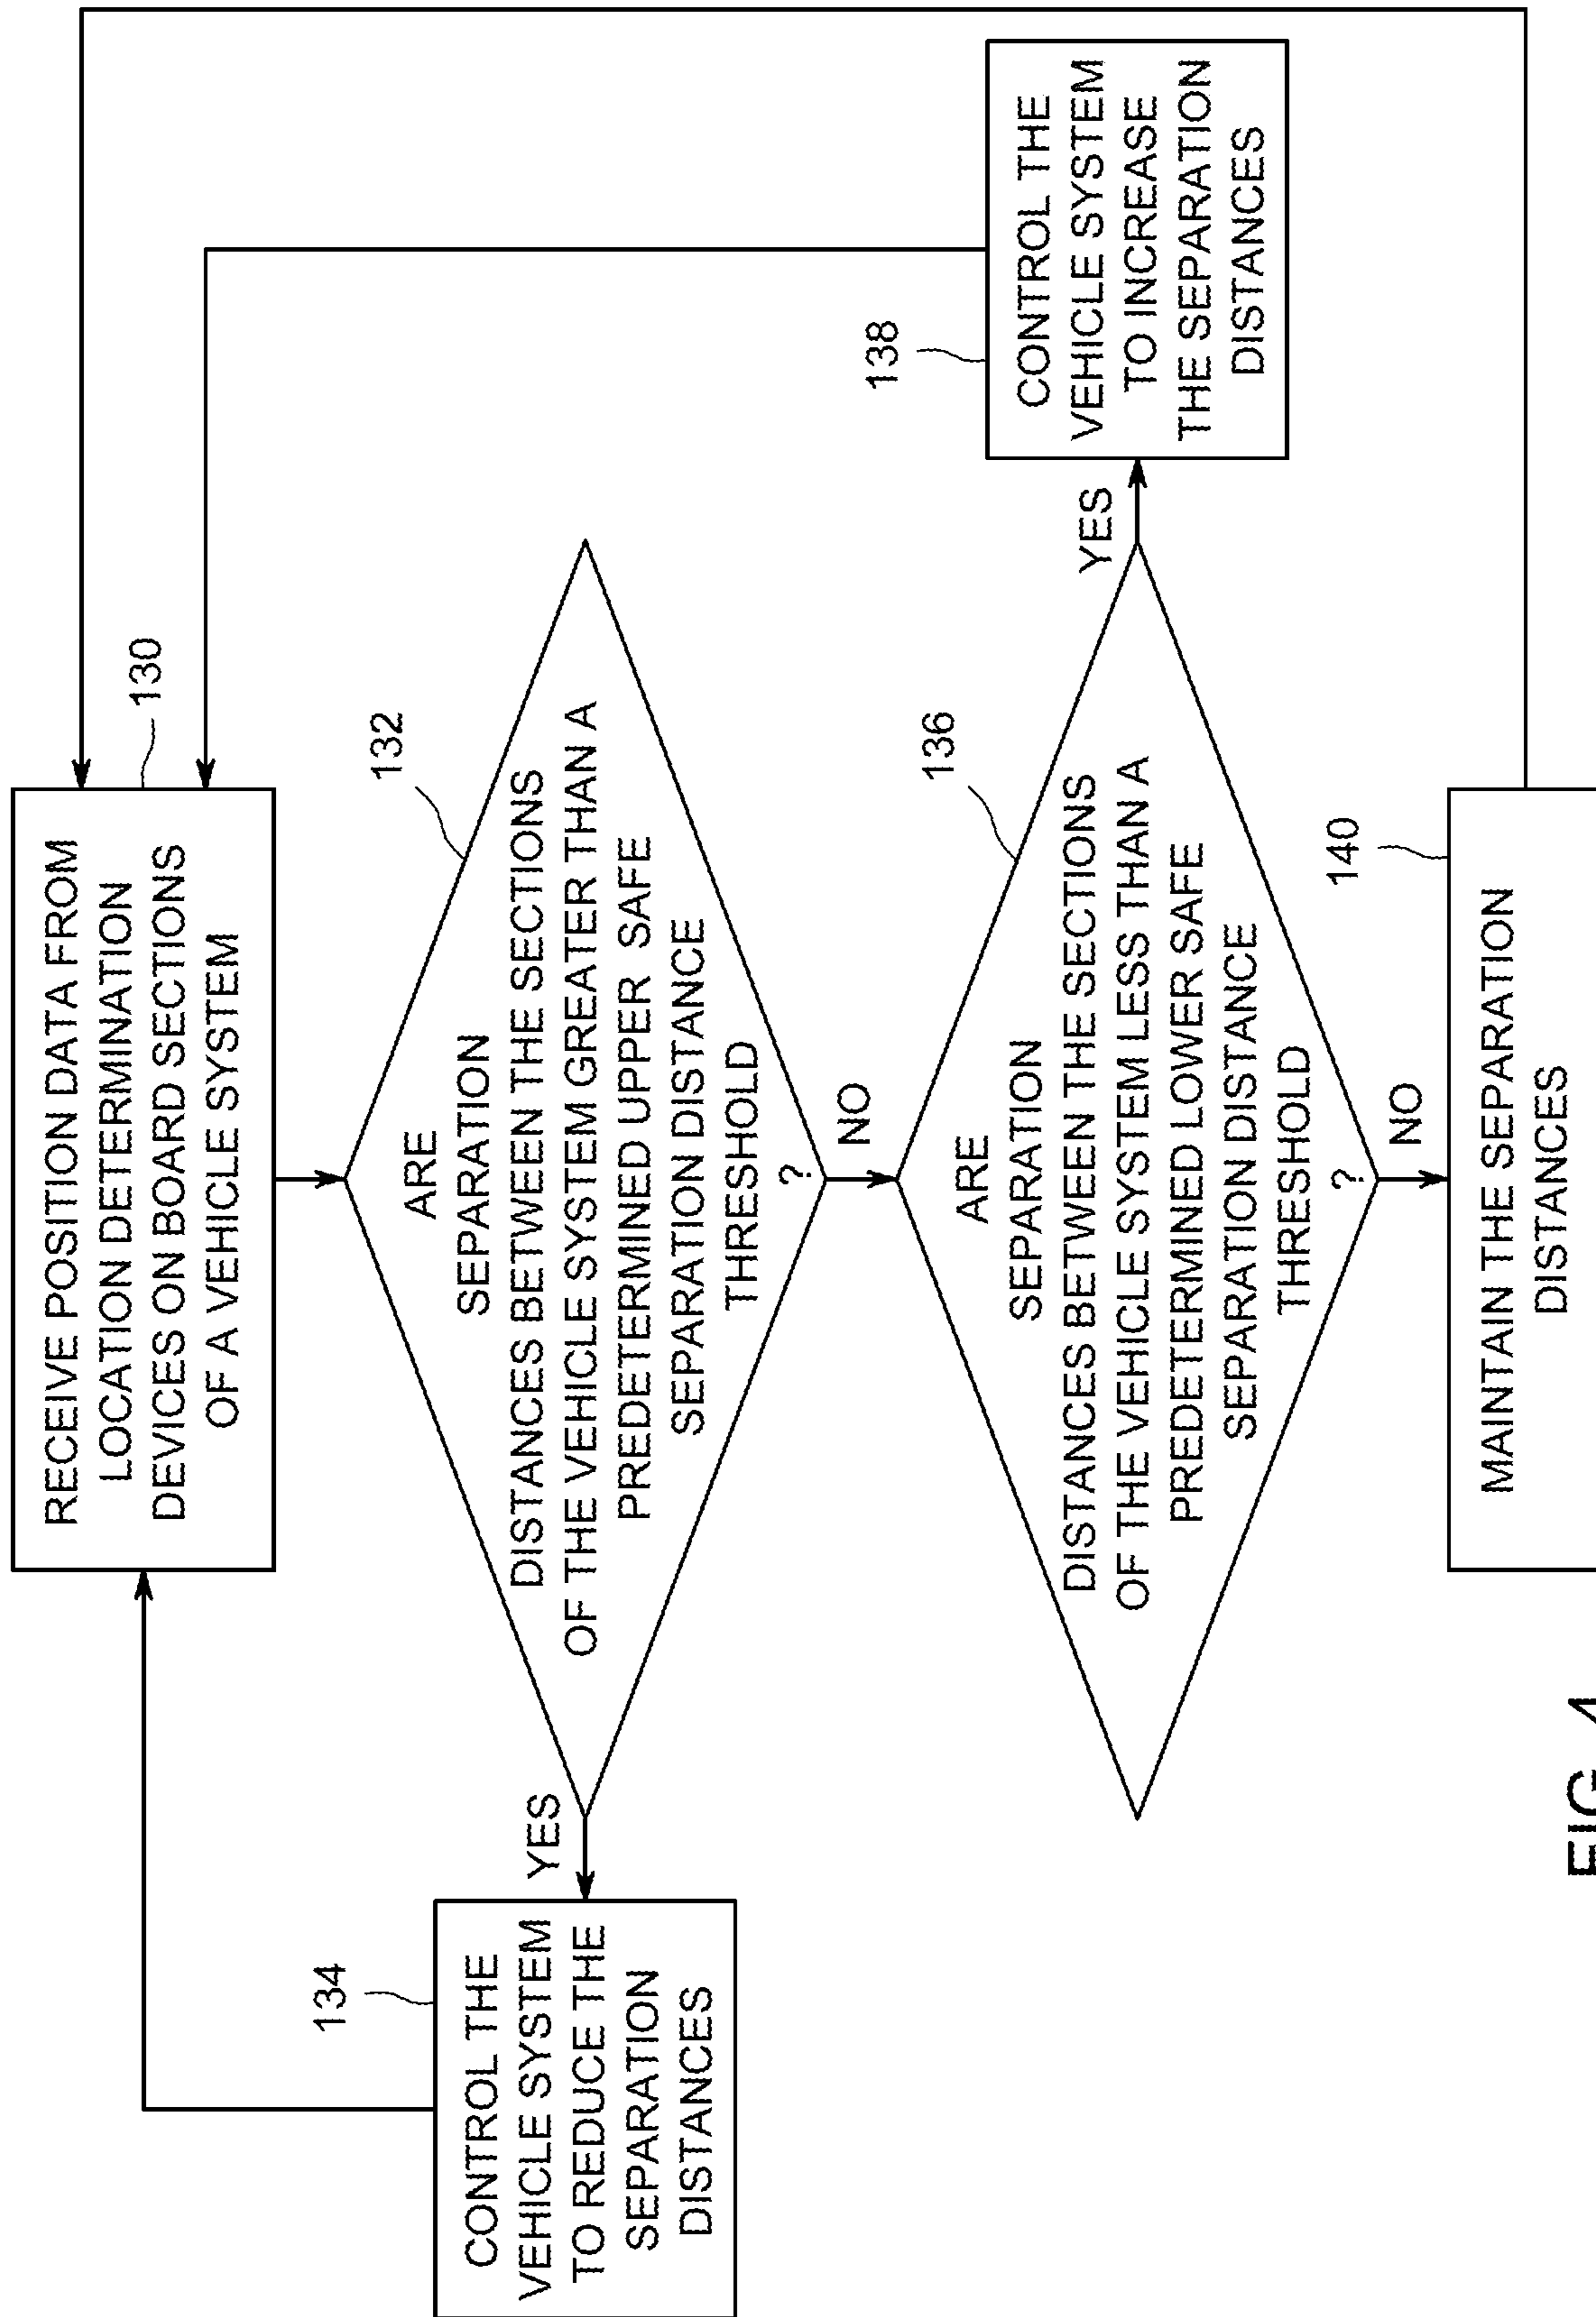 RECEIVE POSITION DATA FROM
LOCATION DETERMINATION
DEVICES ON BOARD SECTIONS
OF A VEHICLE SYSTEM
130
ARE
SEPARATION
DISTANCES BETWEEN THE SECTIONS
OF THE VEHICLE SYSTEM GREATER THAN A
PREDETERMINED UPPER SAFE
SEPARATION DISTANCE
THRESHOLD
?
132
YES
134
CONTROL THE
VEHICLE SYSTEM
TO REDUCE THE
SEPARATION
DISTANCES
NO
ARE
SEPARATION
DISTANCES BETWEEN THE SECTIONS
OF THE VEHICLE SYSTEM LESS THAN A
PREDETERMINED LOWER SAFE
SEPARATION DISTANCE
THRESHOLD
?
136
YES
138
CONTROL THE
VEHICLE SYSTEM
TO INCREASE
THE SEPARATION
DISTANCES
NO
140
MAINTAIN THE SEPARATION
DISTANCES
FIG. 4